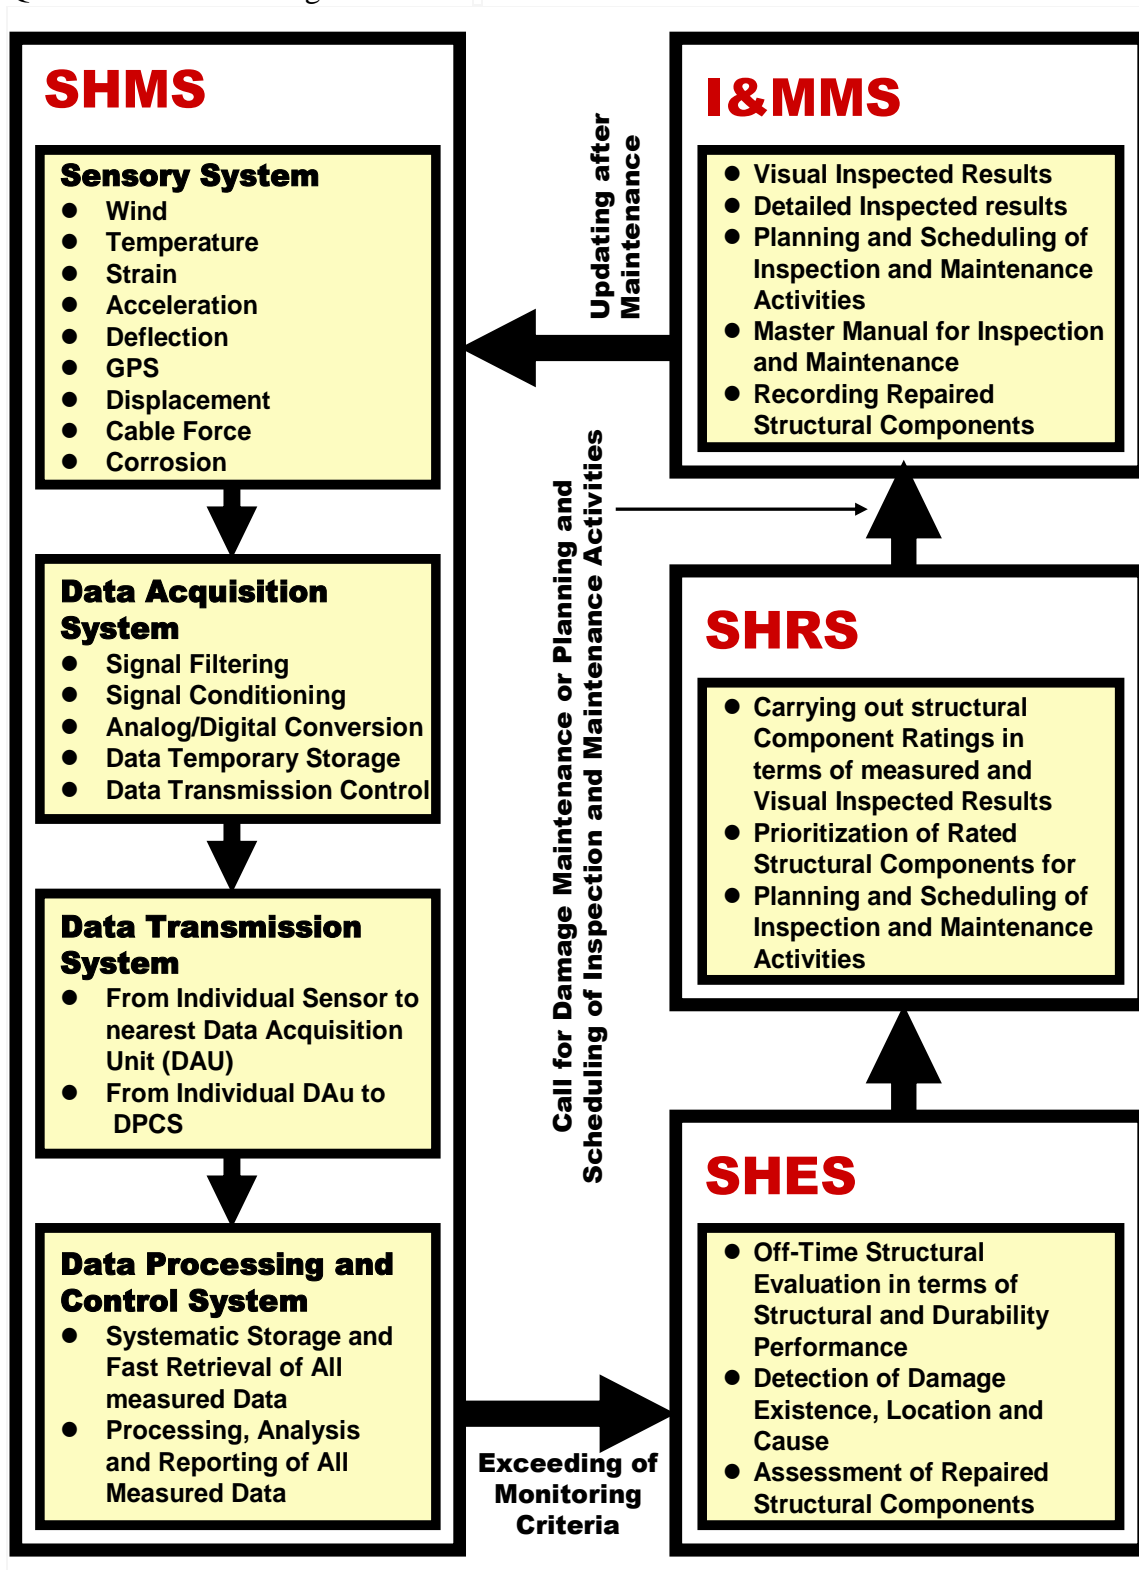 SHMS
Sensory System
● Wind
● Temperature
● Strain
● Acceleration
● Deflection
● GPS
● Displacement
● Cable Force
● Corrosion
Data Acquisition
System
● Signal Filtering
● Signal Conditioning
● Analog/Digital Conversion
● Data Temporary Storage
● Data Transmission Control
Data Transmission
System
● From Individual Sensor to
nearest Data Acquisition
Unit (DAU)
● From Individual DAu to
DPCS
Data Processing and
Control System
● Systematic Storage and
Fast Retrieval of All
measured Data
● Processing, Analysis
and Reporting of All
Measured Data
Exceeding of
Monitoring
Criteria
Updating after
Maintenance
Call for Damage Maintenance or Planning and
Scheduling of Inspection and Maintenance Activities
I&MMS
● Visual Inspected Results
● Detailed Inspected results
● Planning and Scheduling of
Inspection and Maintenance
Activities
● Master Manual for Inspection
and Maintenance
● Recording Repaired
Structural Components
SHRS
● Carrying out structural
Component Ratings in
terms of measured and
Visual Inspected Results
● Prioritization of Rated
Structural Components for
● Planning and Scheduling of
Inspection and Maintenance
Activities
SHES
● Off-Time Structural
Evaluation in terms of
Structural and Durability
Performance
● Detection of Damage
Existence, Location and
Cause
● Assessment of Repaired
Structural Components